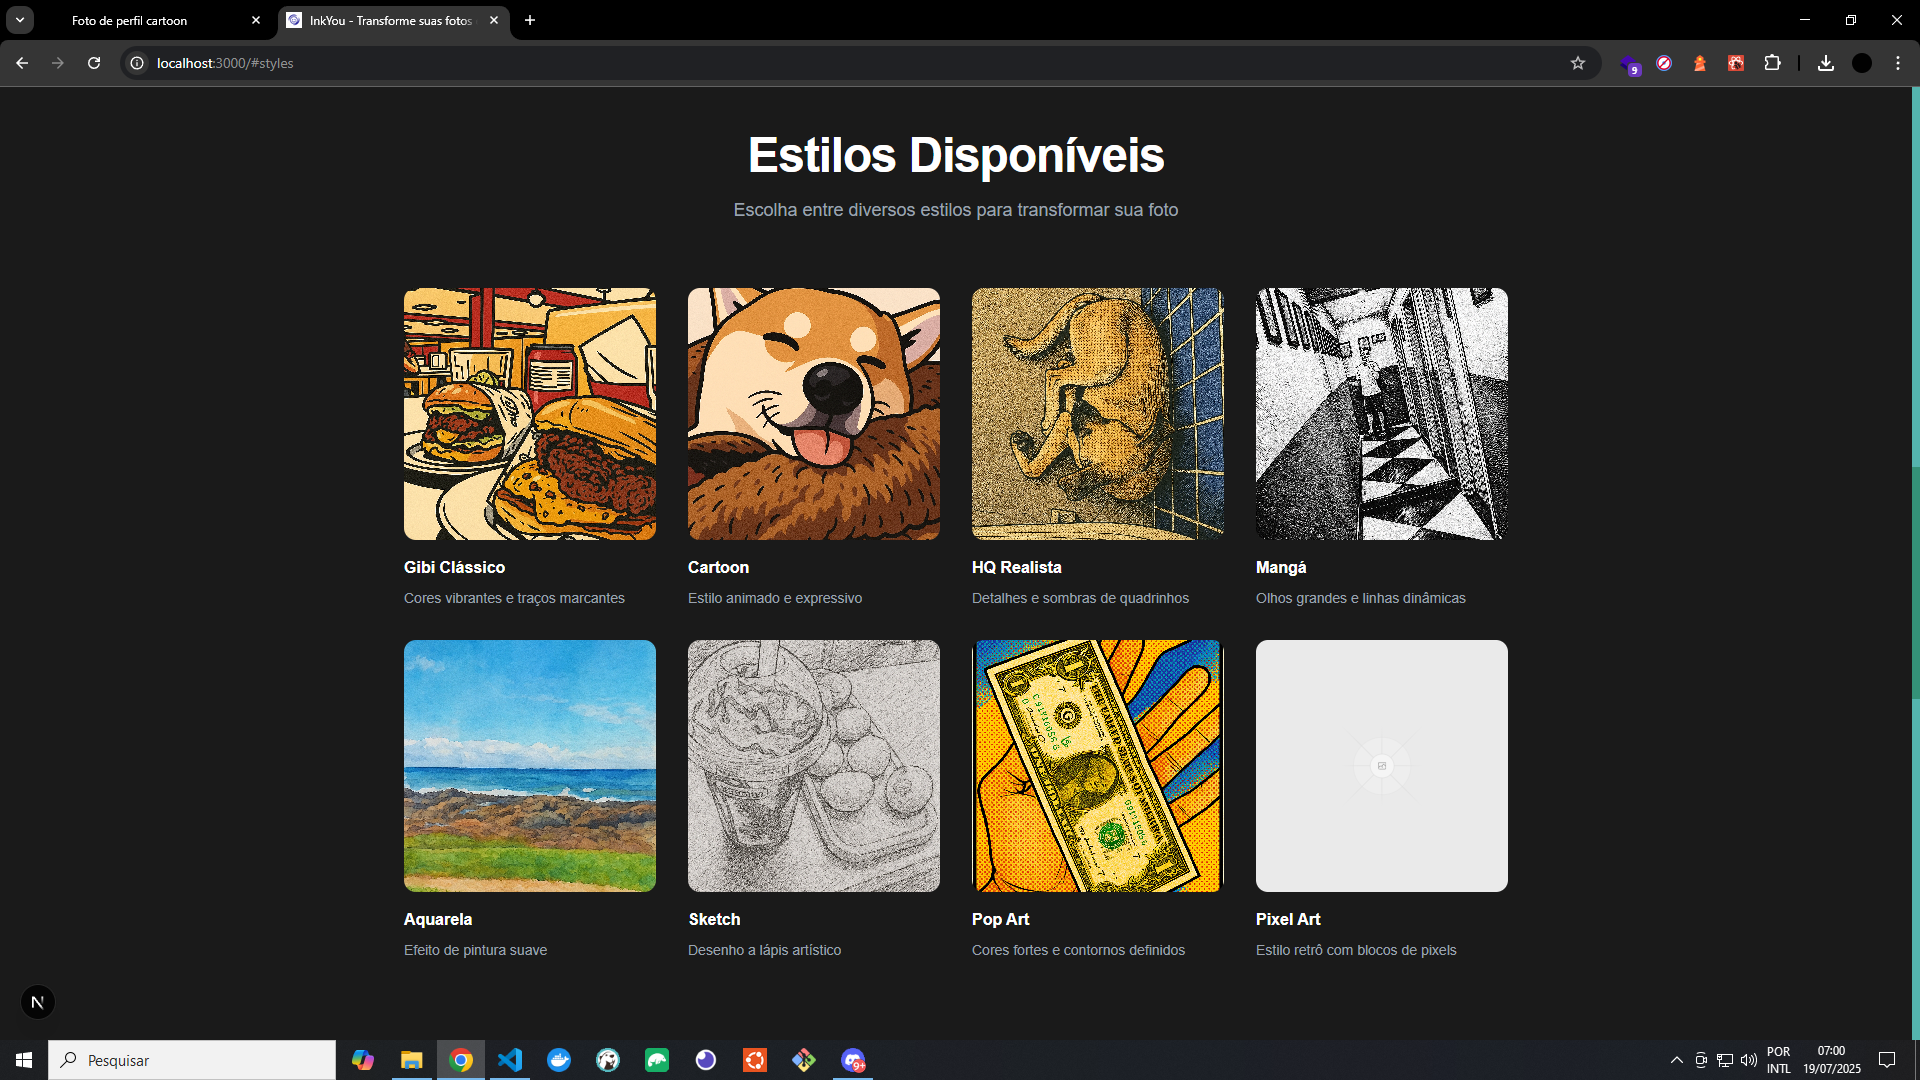 Foto de perfil cartoon
InkYou - Transforme suas fotos
localhost:3000/#styles
9
Estilos Disponíveis
Escolha entre diversos estilos para transformar sua foto
Gibi Clássico
Cores vibrantes e traços marcantes
Cartoon
Estilo animado e expressivo
HQ Realista
Detalhes e sombras de quadrinhos
Mangá
Olhos grandes e linhas dinâmicas
Aquarela
Efeito de pintura suave
Sketch
Desenho a lápis artístico
Pop Art
Cores fortes e contornos definidos
Pixel Art
Estilo retrô com blocos de pixels
N
Pesquisar
9+
POR
INTL
07:00
19/07/2025